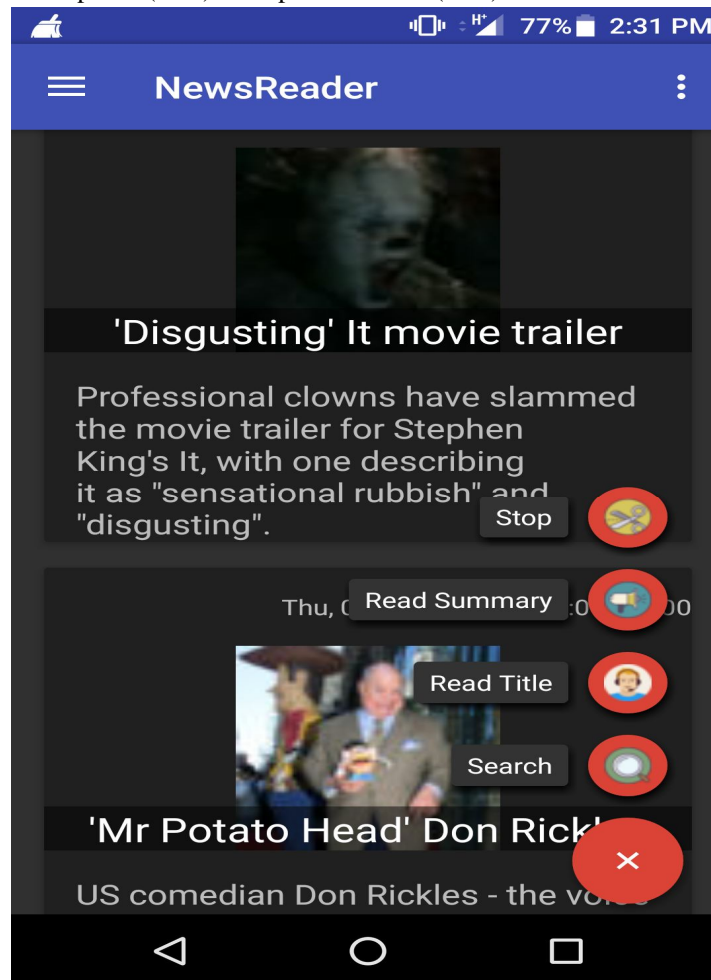 77% 2:31 PM
NewsReader
'Disgusting' It movie trailer
Professional clowns have slammed
the movie trailer for Stephen
King's It, with one describing
it as "sensational rubbish" and
"disgusting".
Stop
Thu, 0
Read Summary
Read Title
Search
'Mr Potato Head' Don
US comedian Don Rickles - the